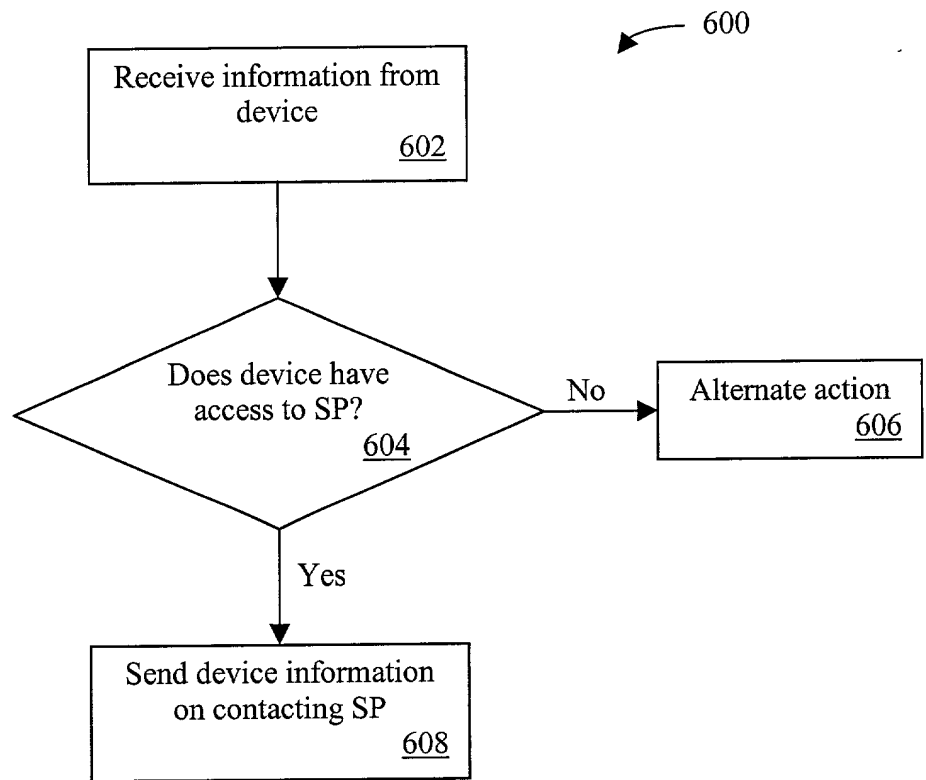 600
Receive information from
device
602
Does device have
access to SP?
604
No
Alternate action
606
Yes
Send device information
on contacting SP
608